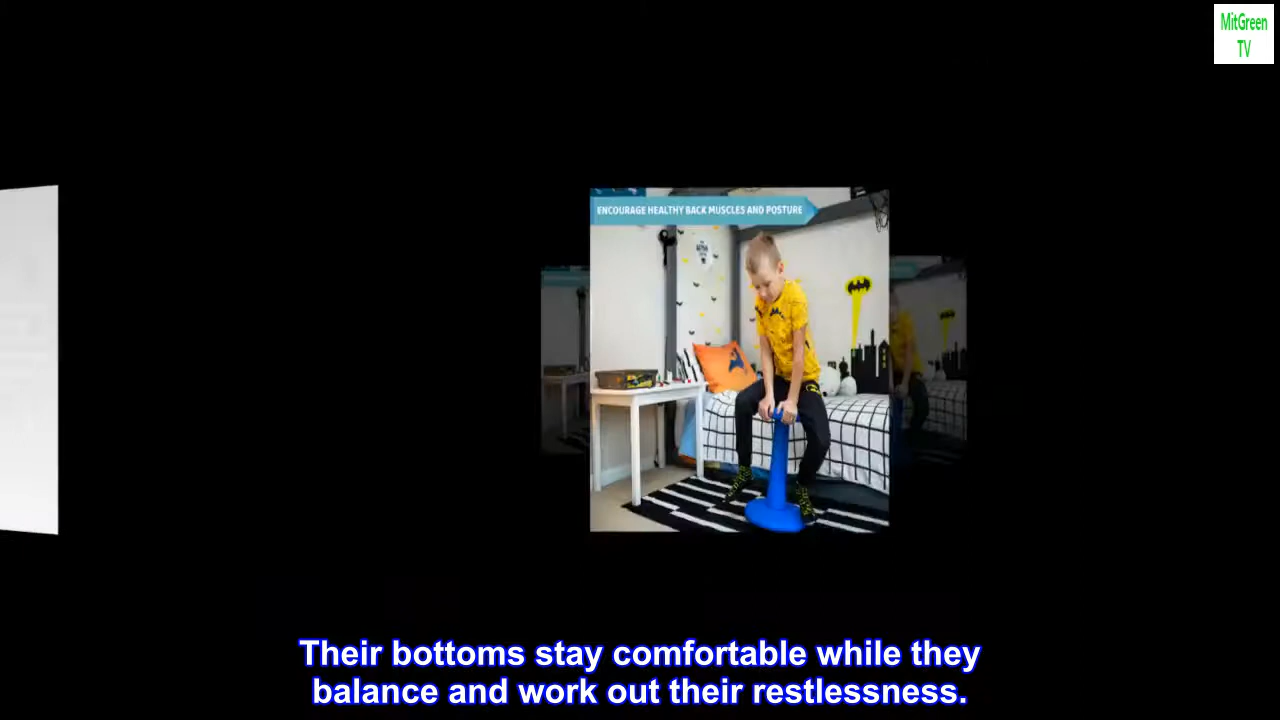 MitGreen
TV
ENCOURAGE HEALTHY BACK MUSCLES AND POSTURE
Their bottoms stay comfortable while they
balance and work out their restlessness.